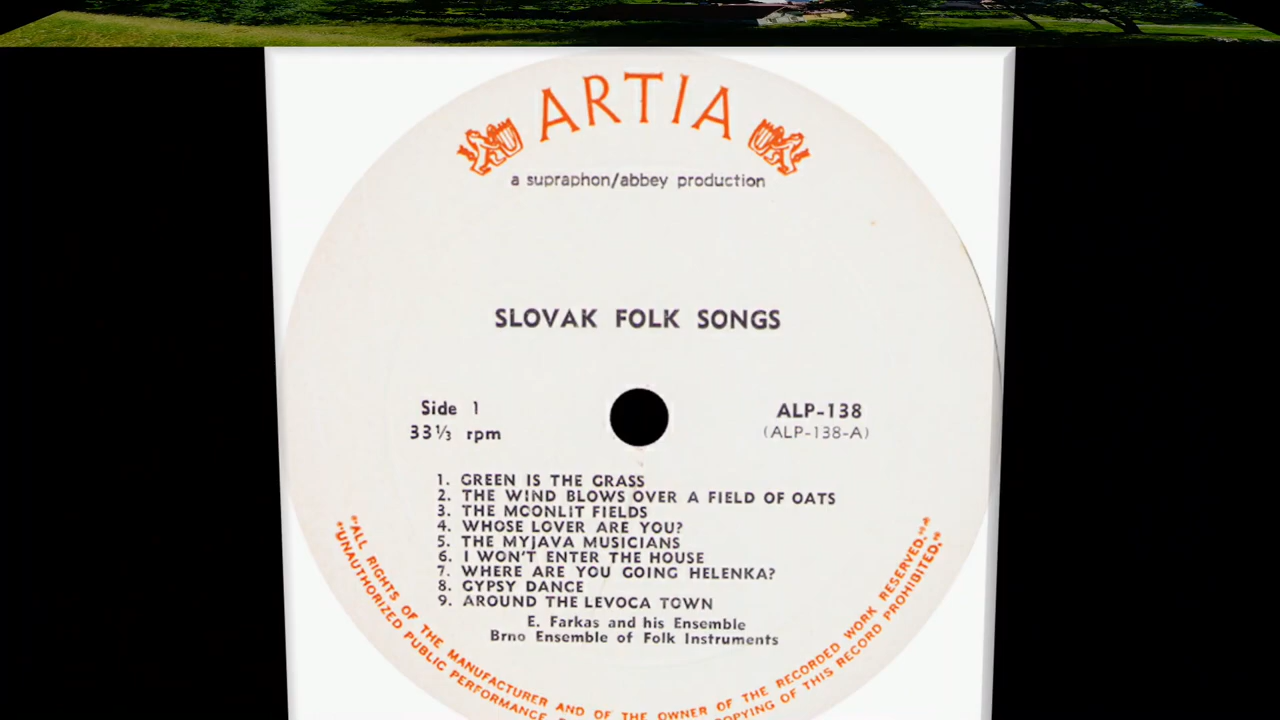 ARTIA
a supraphon/abbey production
SLOVAK FOLK SONGS
Side 1
33⅓ rpm
ALP-138
(ALP-138-A)
1. GREEN IS THE GRASS
2. THE WIND BLOWS OVER A FIELD OF OATS
3. THE MOONLIT FIELDS
4. WHOSE LOVER ARE YOU?
5. THE MYJAVA MUSICIANS
6. I WON'T ENTER THE HOUSE
7. WHERE ARE YOU GOING HELENKA?
8. GYPSY DANCE
9. AROUND THE LEVOCA TOWN
E. Farkas and his Ensemble
Brno Ensemble of Folk Instruments
"ALL RIGHTS OF THE MANUFACTURER AND OF THE OWNER OF THE RECORDED WORK RESERVED."
"UNAUTHORIZED PUBLIC PERFORMANCE COPYING OF THIS RECORD PROHIBITED."